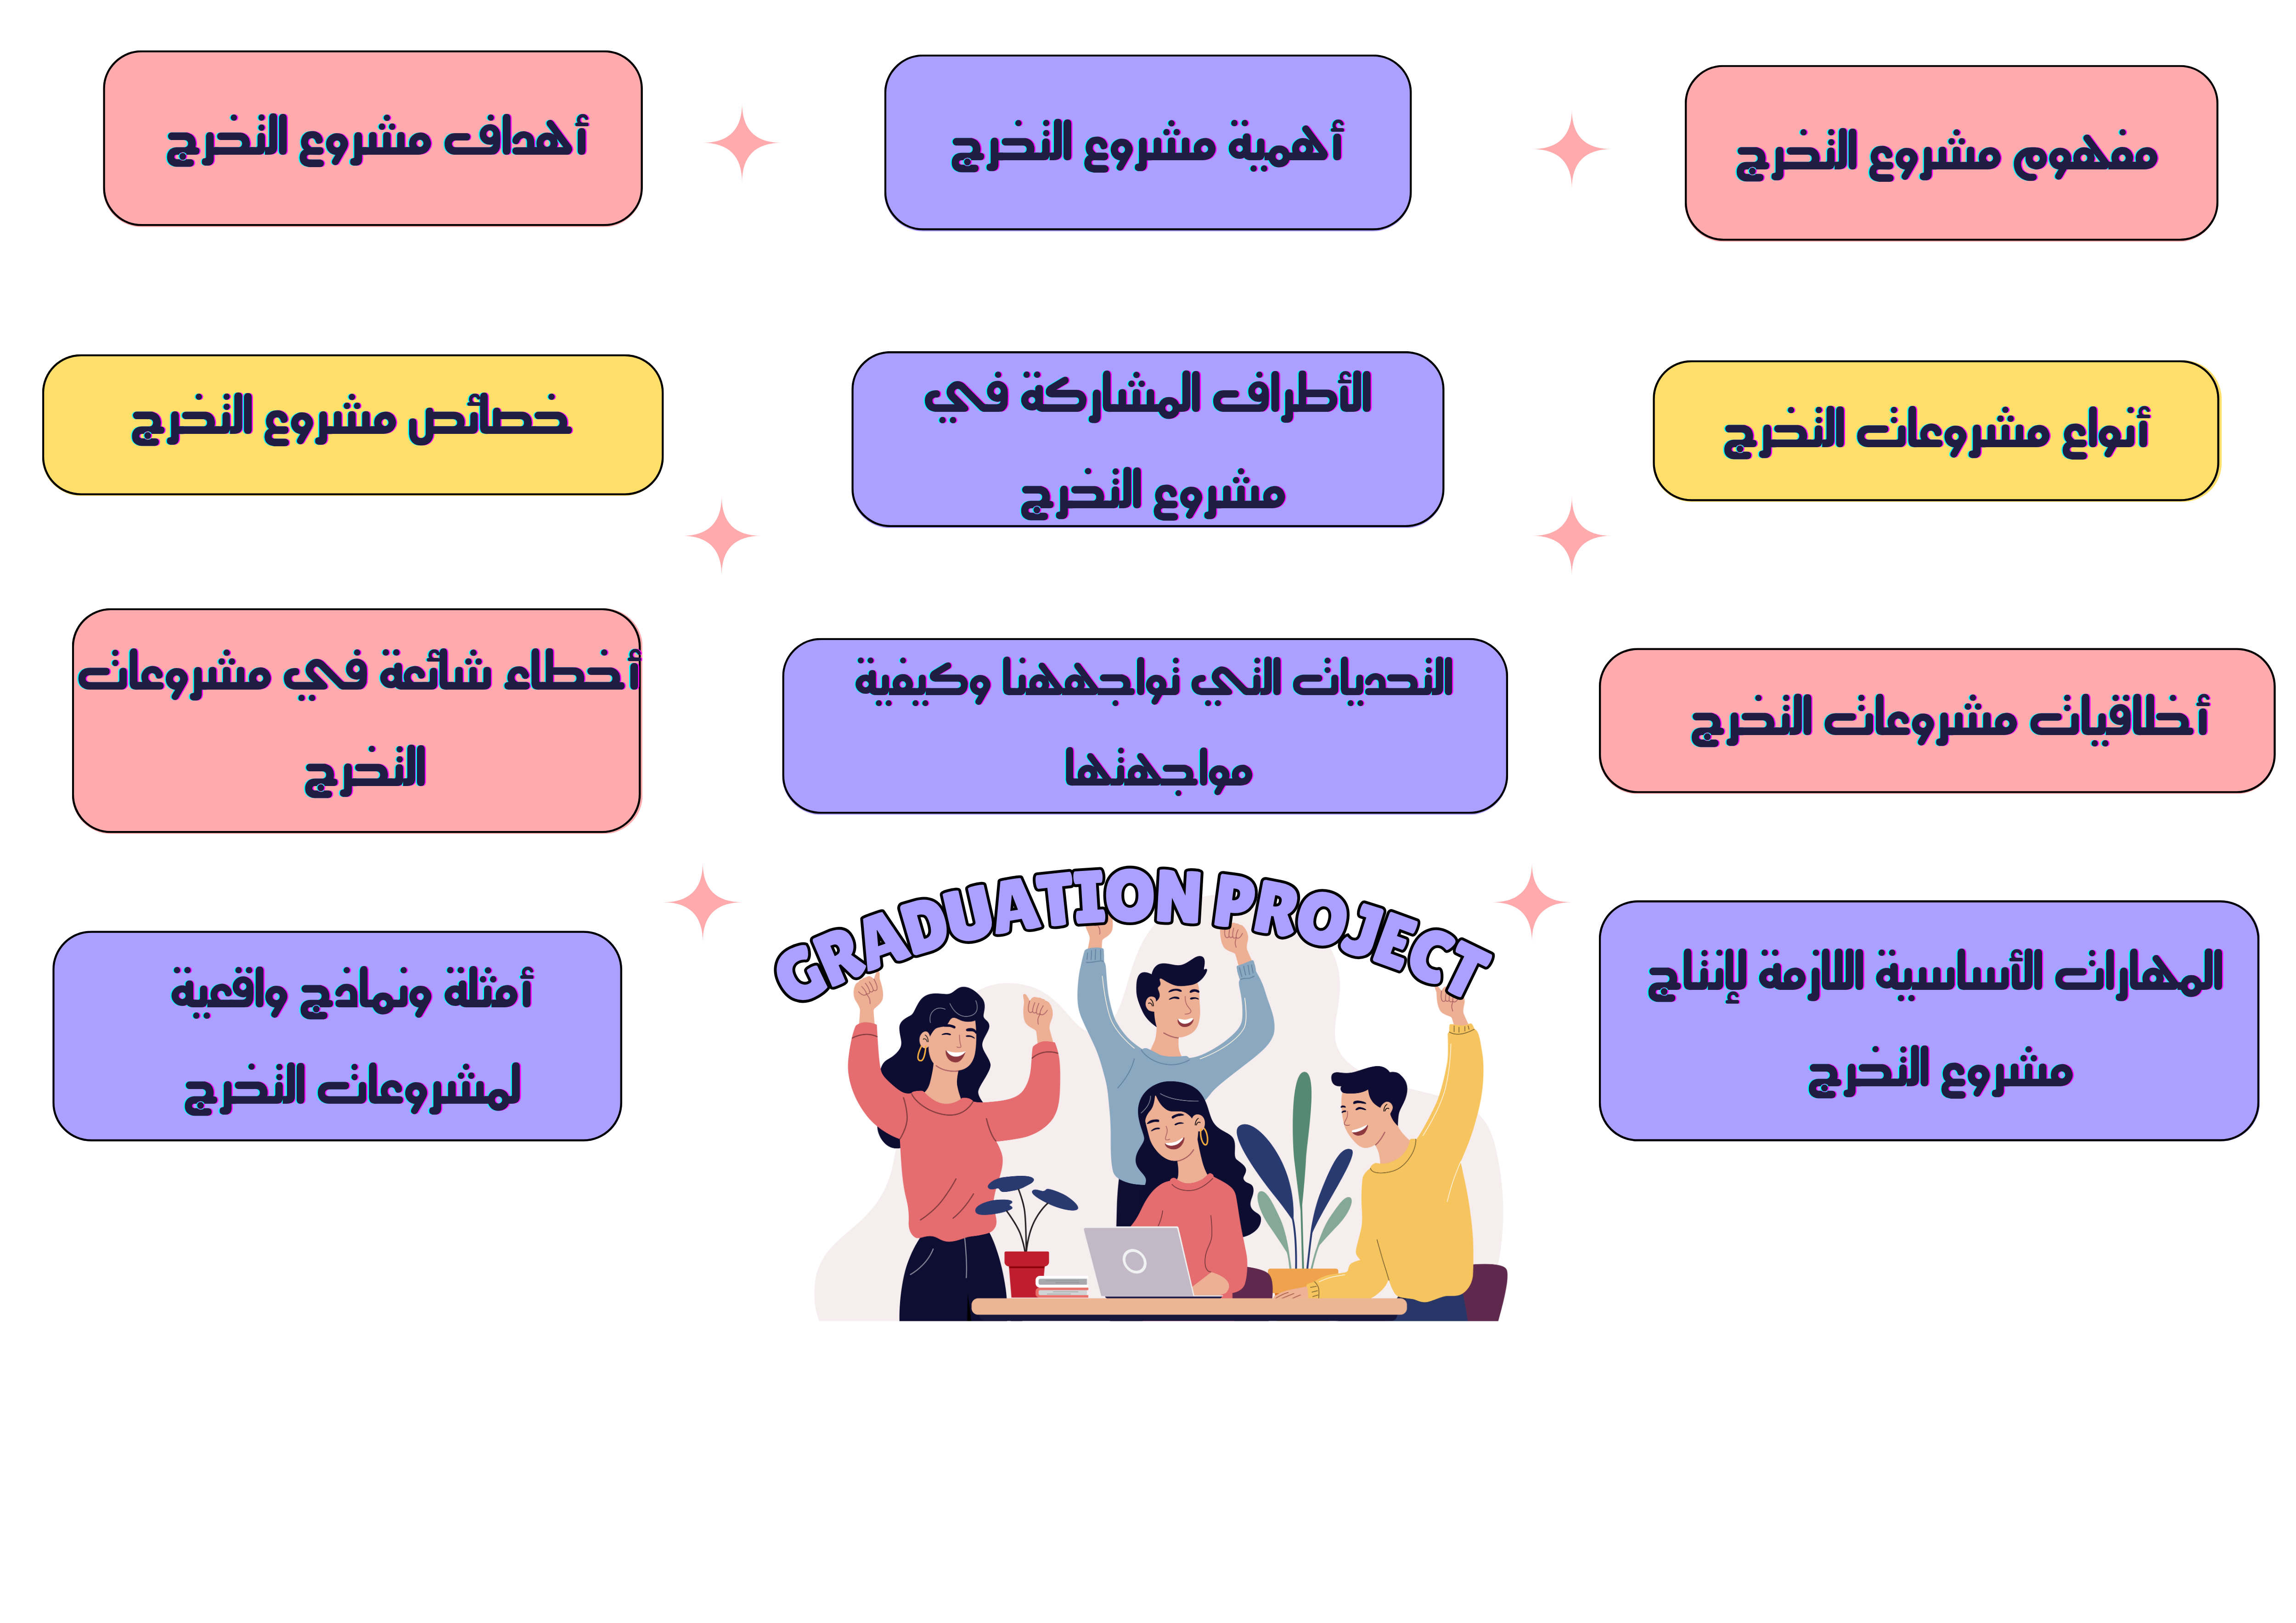 مفهوم مشروع التخرج
أهمية مشروع التخرج
أهداف مشروع التخرج
أنواع مشروعات التخرج
الأطراف المشاركة في
مشروع التخرج
خصائص مشروع التخرج
أخلاقيات مشروعات التخرج
التحديات التي تواجههنا وكيفية
مواجهتها
أخطاء شائعة في مشروعات
التخرج
المهارات الأساسية اللازمة لإنتاج
مشروع التخرج
GRADUATION PROJECT
أمثلة ونماذج واقعية
لمشروعات التخرج